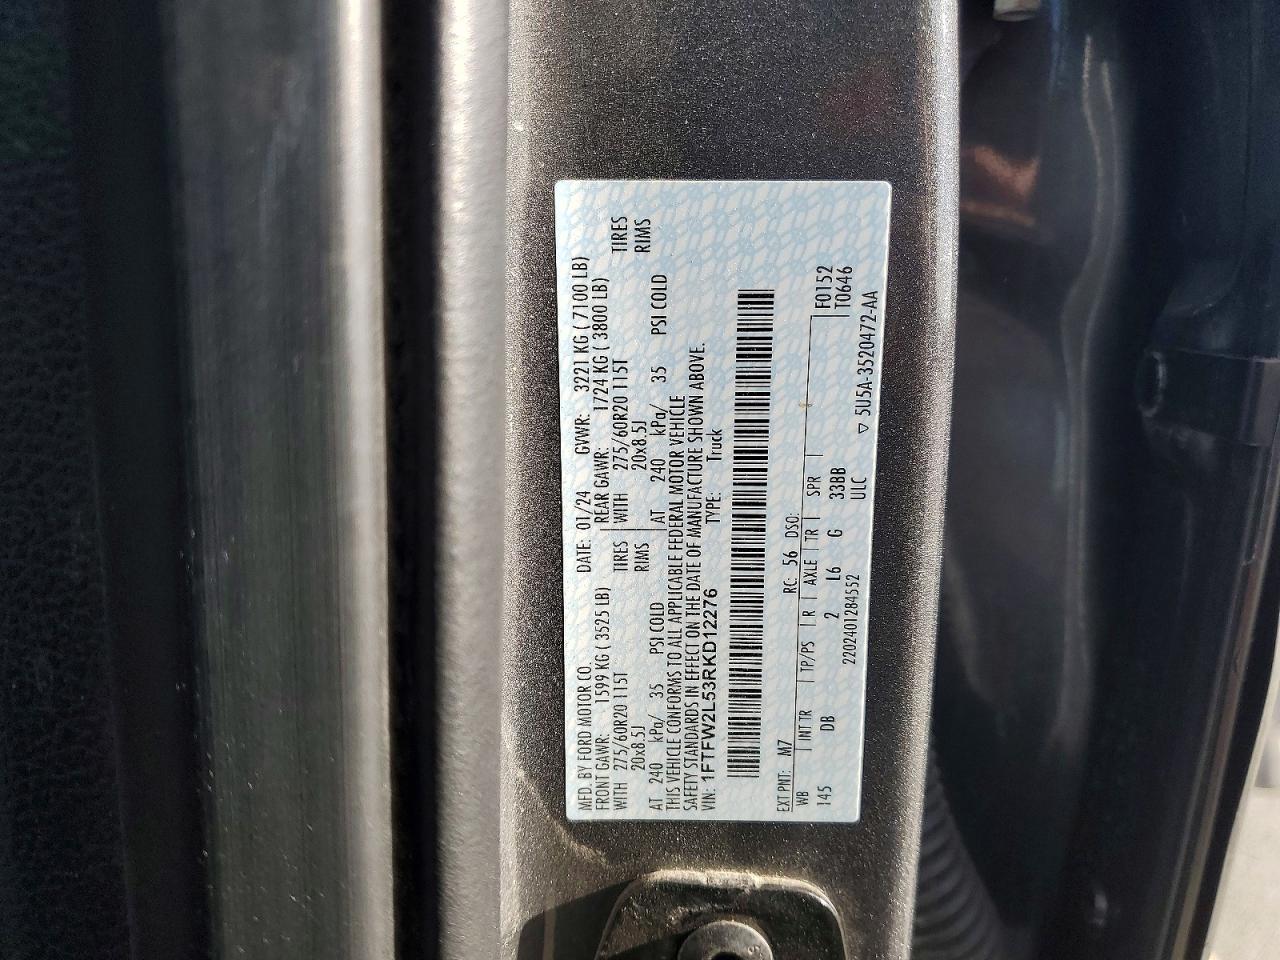 MFD. BY FORD MOTOR CO. DATE: 01/24 GVWR: 3221 KG ( 7100 LB)
FRONT GAWR: 1599 KG ( 3525 LB) REAR GAWR: 1724 KG ( 3800 LB)
WITH 275/60R20 115T TIRES WITH 275/60R20 115T TIRES
20x8.5J RIMS 20x8.5J RIMS
AT 240 kPa/ 35 PSI COLD AT 240 kPa/ 35 PSI COLD
THIS VEHICLE CONFORMS TO ALL APPLICABLE FEDERAL MOTOR VEHICLE
SAFETY STANDARDS IN EFFECT ON THE DATE OF MANUFACTURE SHOWN ABOVE.
VIN: 1FTFW2L53RKD12276 TYPE: Truck
EXT PNT: M7 RC: 56 DSO:
WB INT TR TP/PS R AXLE TR SPR F0152
145 DB 2 L6 G 33BB T0646
2202401284552 ULC 5U5A-3520472-AA